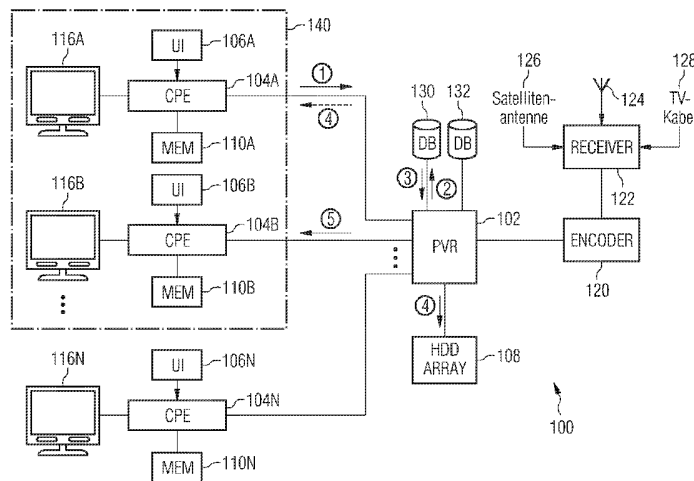 140
116A
UI
106A
CPE
104A
①
④
MEM
110A
116B
UI
106B
CPE
104B
⑤
MEM
110B
116N
UI
106N
CPE
104N
MEM
110N
130
132
DB
DB
③
②
102
PVR
④
HDD
ARRAY
108
126
Satelliten-
antenne
124
128
TV-
Kabel
RECEIVER
122
ENCODER
120
100